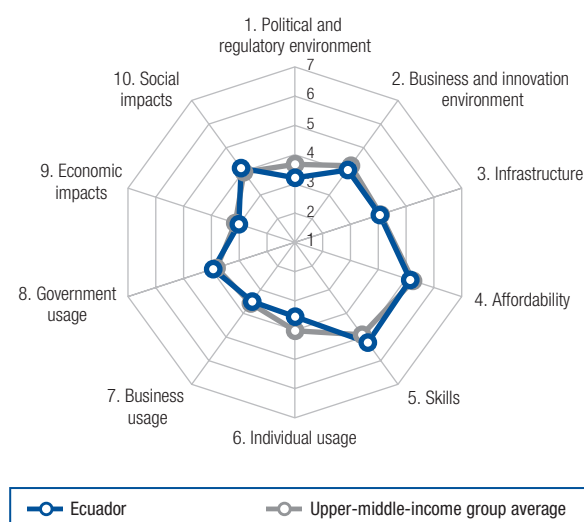 1. Political and
regulatory environment
7
10. Social
impacts
6
2. Business and innovation
environment
5
4
9. Economic
impacts
3
3. Infrastructure
2
1
8. Government
usage
4. Affordability
7. Business
usage
5. Skills
6. Individual usage
Ecuador
Upper-middle-income group average